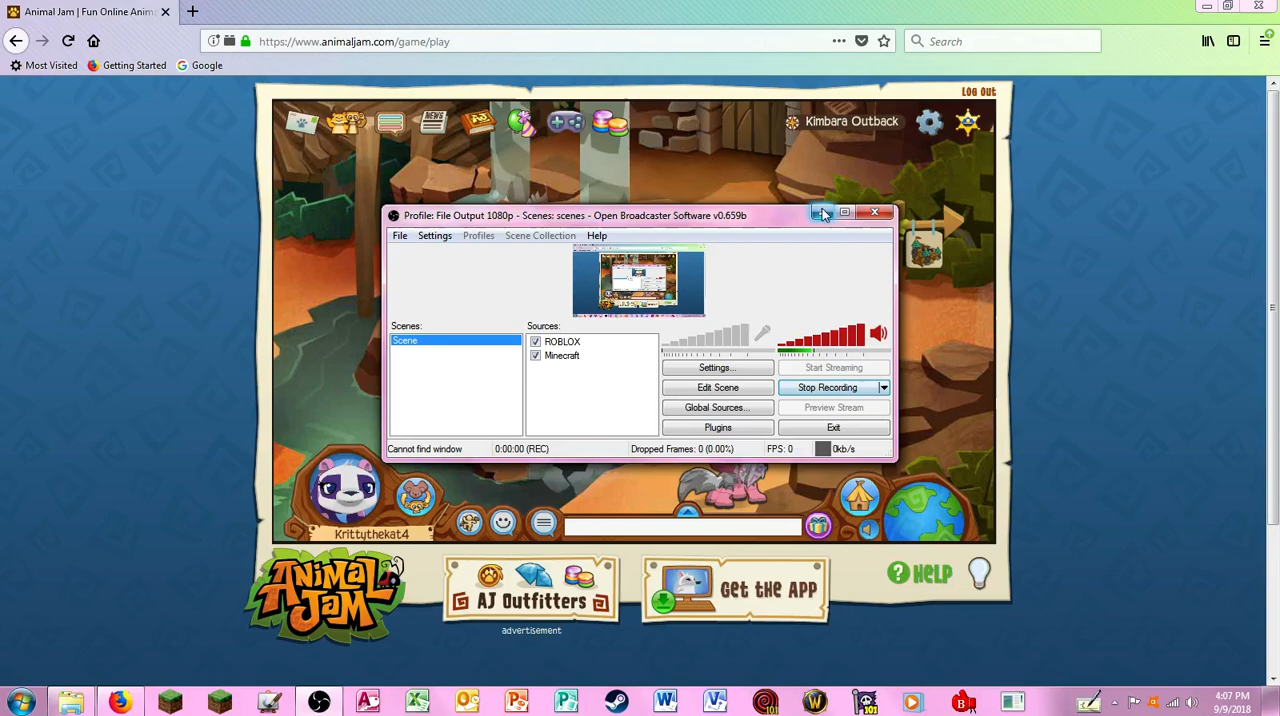 Animal Jam | Fun Online Anim
https://www.animaljam.com/game/play
Search
Most Visited
Getting Started
Google
LOG OUT
NEWS
AJ
Kimbara Outback
Profile: File Output 1080p - Scenes: scenes - Open Broadcaster Software v0.659b
File
Settings
Profiles
Scene Collection
Help
Scenes:
Sources:
Scene
ROBLOX
Minecraft
Settings...
Start Streaming
Edit Scene
Stop Recording
Global Sources...
Preview Stream
Plugins
Exit
Cannot find window
0:00:00 (REC)
Dropped Frames: 0 (0.00%)
FPS: 0
0kb/s
Krittythekat4
ANIMAL
JAM
AJ Outfitters
advertisement
GET THE APP
? HELP
4:07 PM
9/9/2018